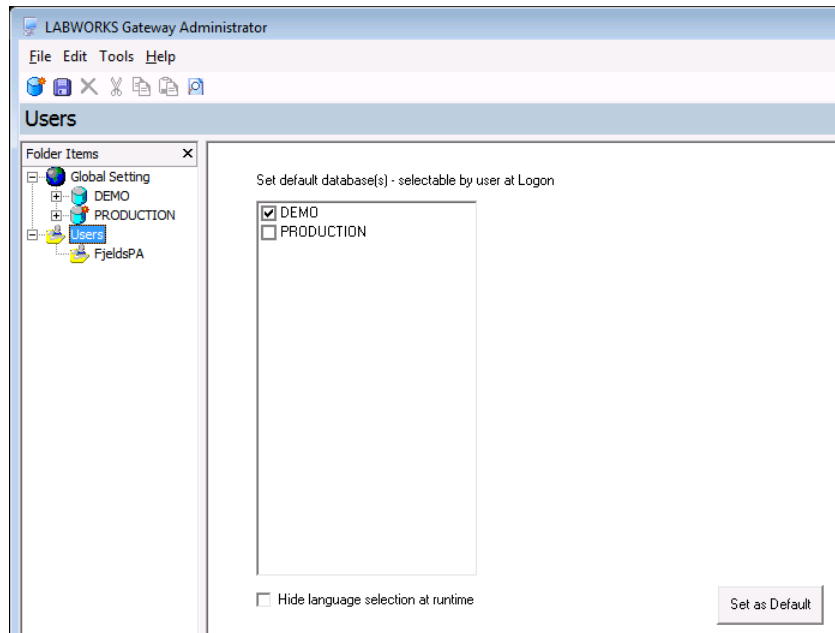 LABWORKS Gateway Administrator
File Edit Tools Help
Users
Folder Items
Global Setting
DEMO
PRODUCTION
Users
FjeldsPA
Set default database(s) - selectable by user at Logon
DEMO
PRODUCTION
Hide language selection at runtime
Set as Default